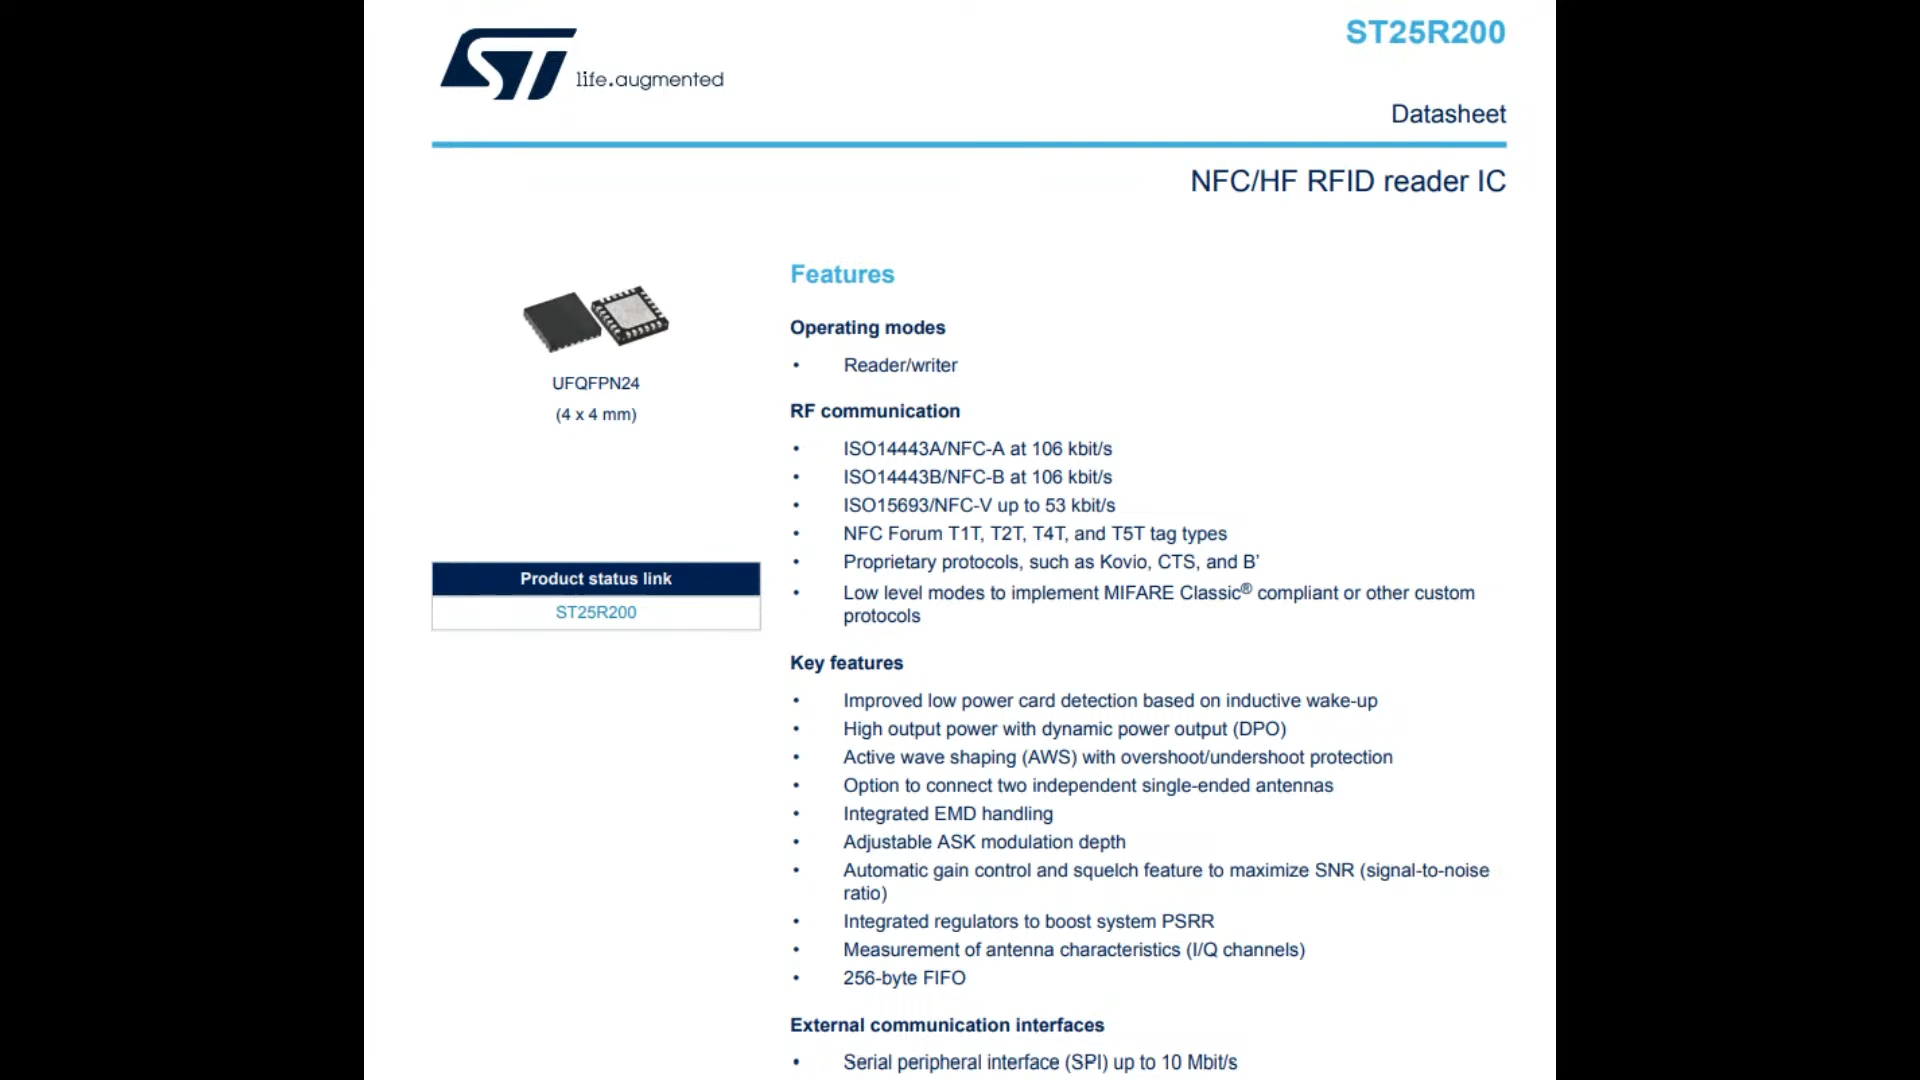 ST25R200
life.augmented
Datasheet
NFC/HF RFID reader IC
UFQFPN24
(4 x 4 mm)
Product status link
ST25R200
Features
Operating modes
• Reader/writer
RF communication
• ISO14443A/NFC-A at 106 kbit/s
• ISO14443B/NFC-B at 106 kbit/s
• ISO15693/NFC-V up to 53 kbit/s
• NFC Forum T1T, T2T, T4T, and T5T tag types
• Proprietary protocols, such as Kovio, CTS, and B’
• Low level modes to implement MIFARE Classic® compliant or other custom
protocols
Key features
• Improved low power card detection based on inductive wake-up
• High output power with dynamic power output (DPO)
• Active wave shaping (AWS) with overshoot/undershoot protection
• Option to connect two independent single-ended antennas
• Integrated EMD handling
• Adjustable ASK modulation depth
• Automatic gain control and squelch feature to maximize SNR (signal-to-noise
ratio)
• Integrated regulators to boost system PSRR
• Measurement of antenna characteristics (I/Q channels)
• 256-byte FIFO
External communication interfaces
• Serial peripheral interface (SPI) up to 10 Mbit/s